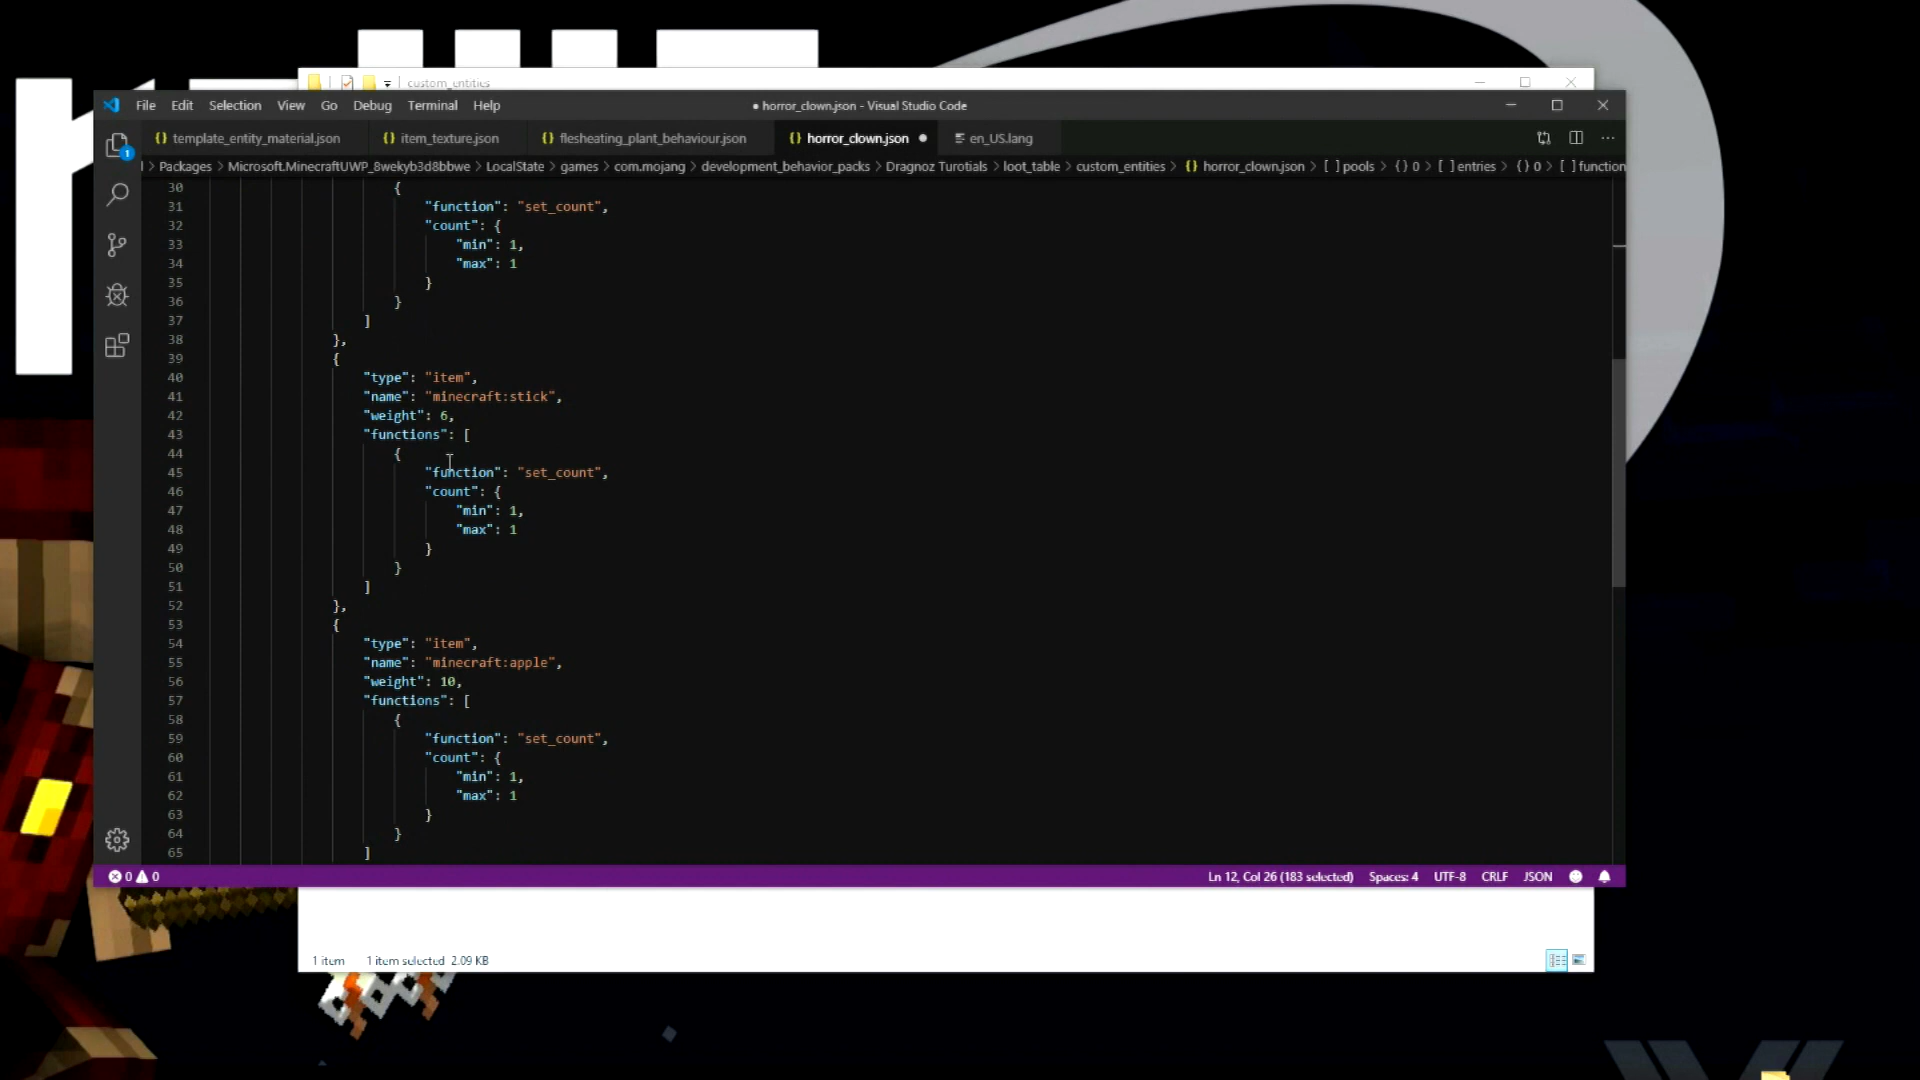 custom_entities
File Edit Selection View Go Debug Terminal Help
● horror_clown.json - Visual Studio Code
{} template_entity_material.json
{} item_texture.json
{} flesheating_plant_behaviour.json
{} horror_clown.json ●
en_US.lang
1
> Packages > Microsoft.MinecraftUWP_8wekyb3d8bbwe > LocalState > games > com.mojang > development_behavior_packs > Dragnoz Turotials > loot_table > custom_entities > {} horror_clown.json > [ ] pools > {} 0 > [ ] entries > {} 0 > [ ] function
30 {
31 "function": "set_count",
32 "count": {
33 "min": 1,
34 "max": 1
35 }
36 }
37 ]
38 },
39 {
40 "type": "item",
41 "name": "minecraft:stick",
42 "weight": 6,
43 "functions": [
44 {
45 "function": "set_count",
46 "count": {
47 "min": 1,
48 "max": 1
49 }
50 }
51 ]
52 },
53 {
54 "type": "item",
55 "name": "minecraft:apple",
56 "weight": 10,
57 "functions": [
58 {
59 "function": "set_count",
60 "count": {
61 "min": 1,
62 "max": 1
63 }
64 }
65 ]
0 0 Ln 12, Col 26 (183 selected) Spaces: 4 UTF-8 CRLF JSON
1 item 1 item selected 2.09 KB